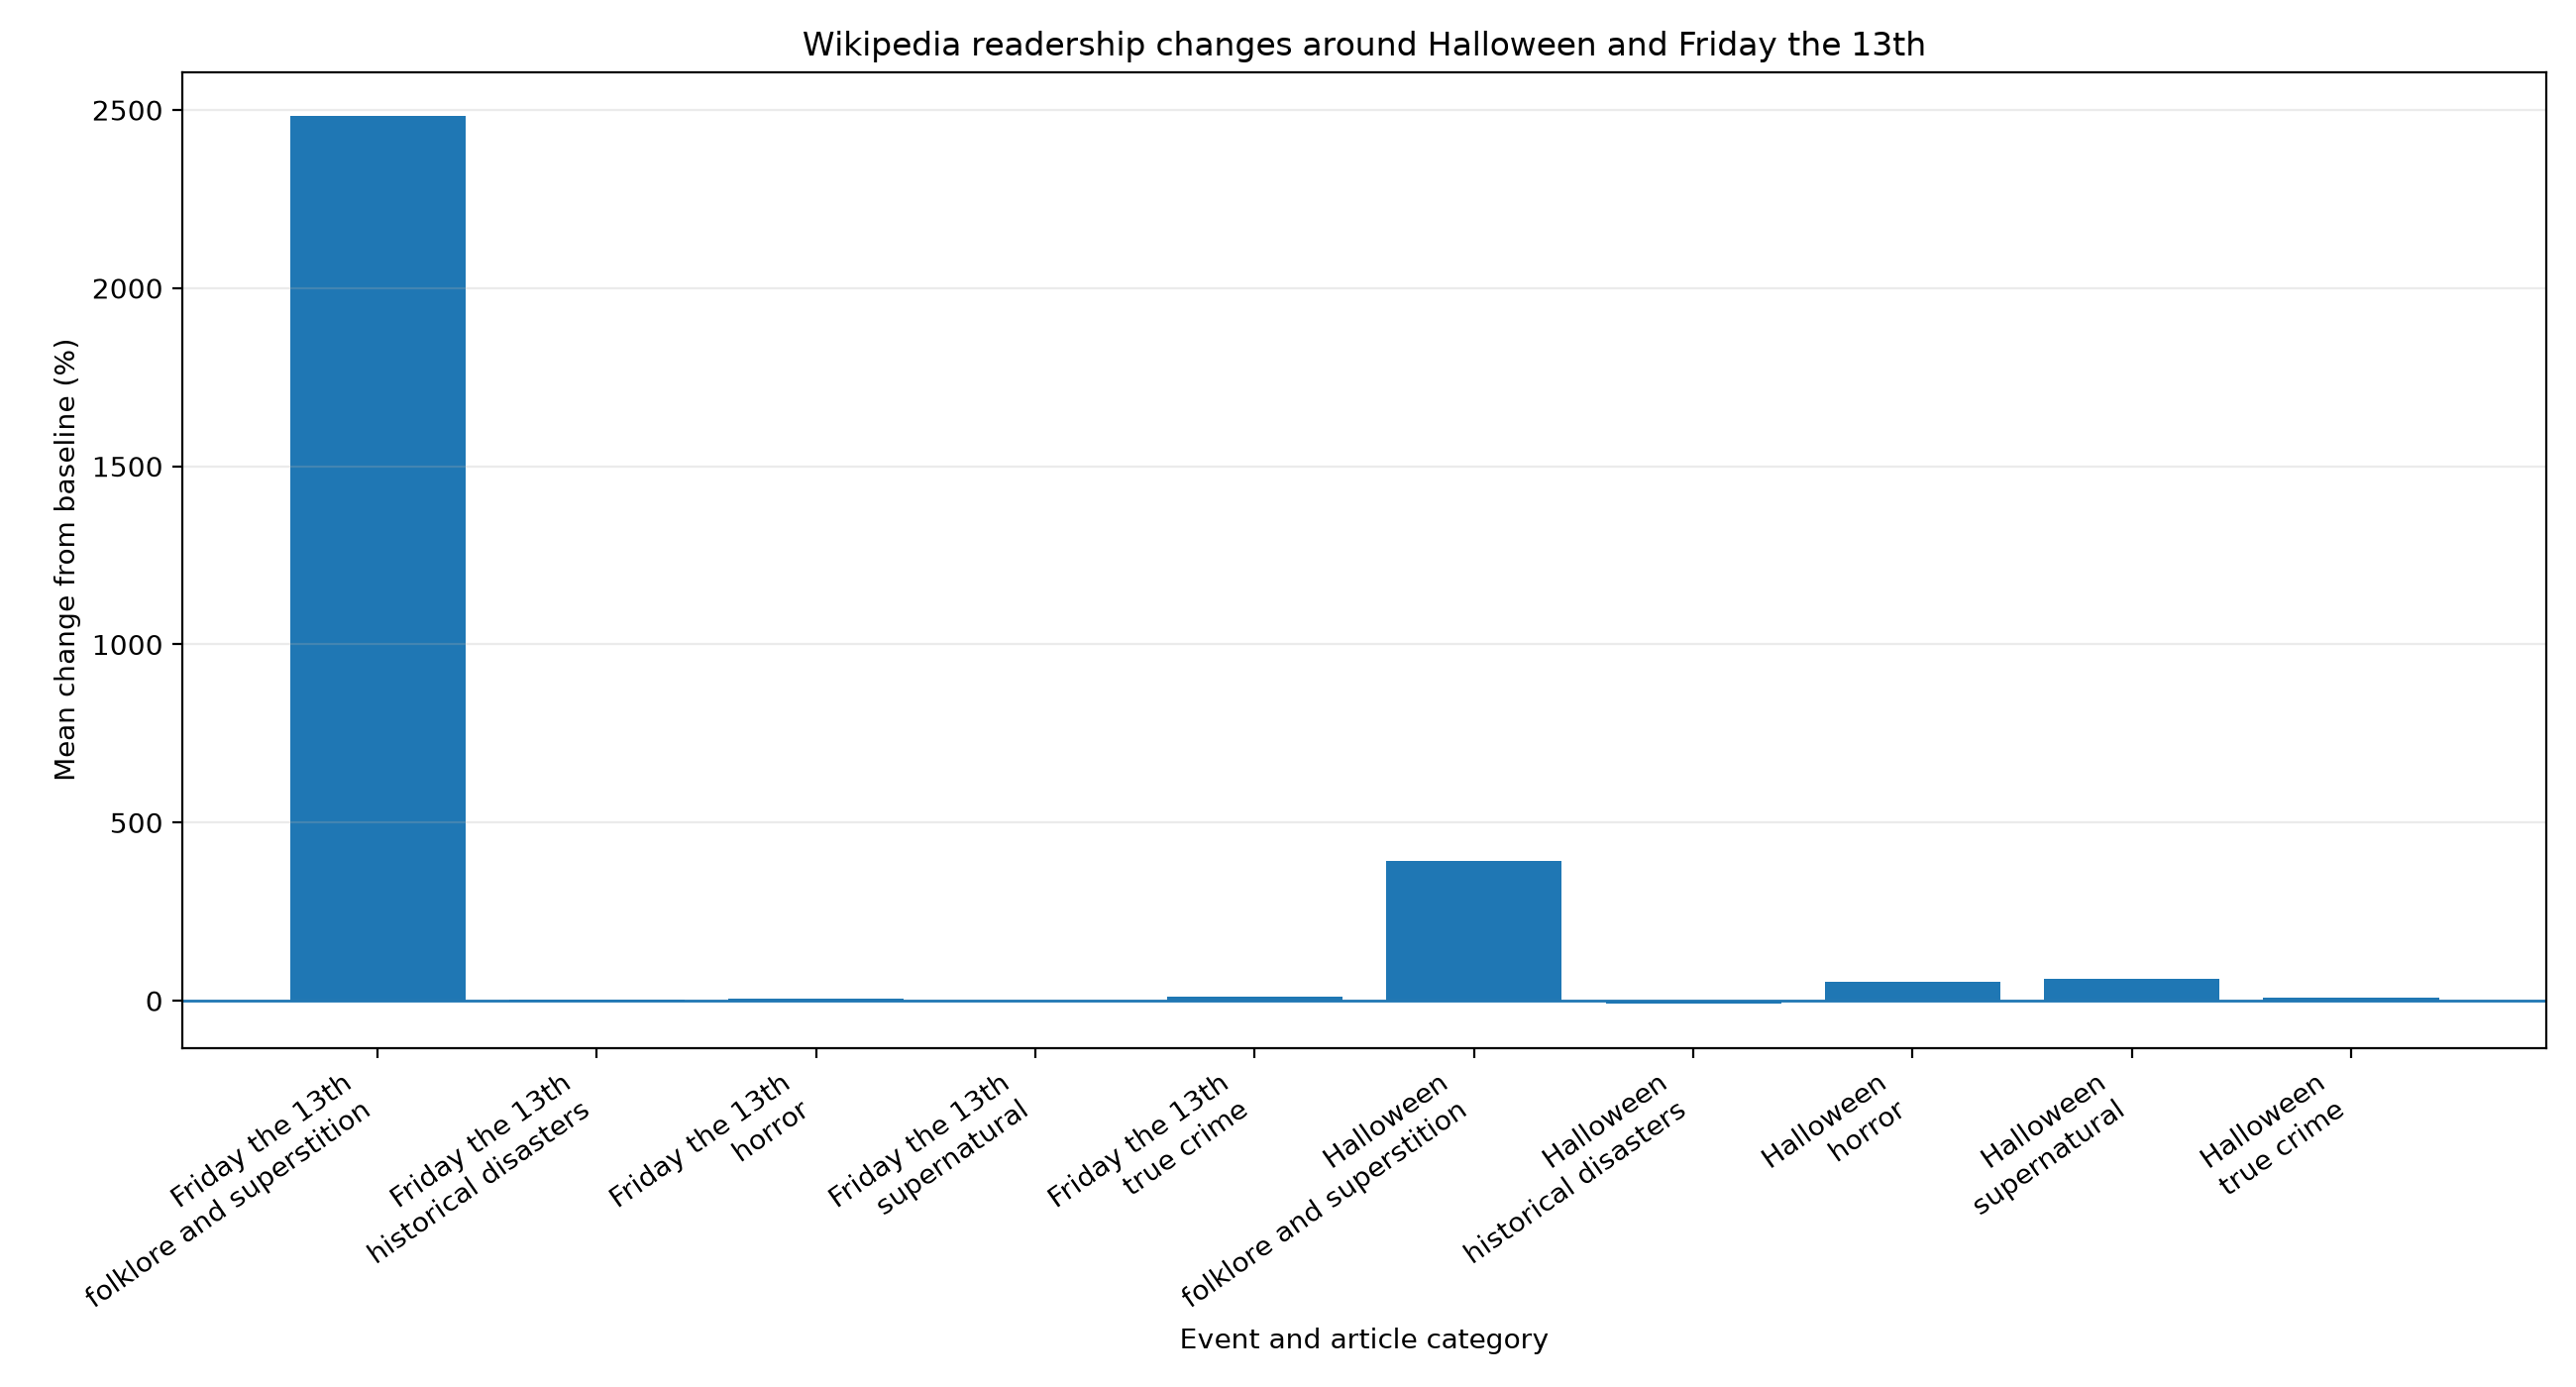 Wikipedia readership changes around Halloween and Friday the 13th
Mean change from baseline (%)
2500
2000
1500
1000
500
0
Friday the 13th
folklore and superstition
Friday the 13th
historical disasters
Friday the 13th
horror
Friday the 13th
supernatural
Friday the 13th
true crime
Halloween
folklore and superstition
Halloween
historical disasters
Halloween
horror
Halloween
supernatural
Halloween
true crime
Event and article category